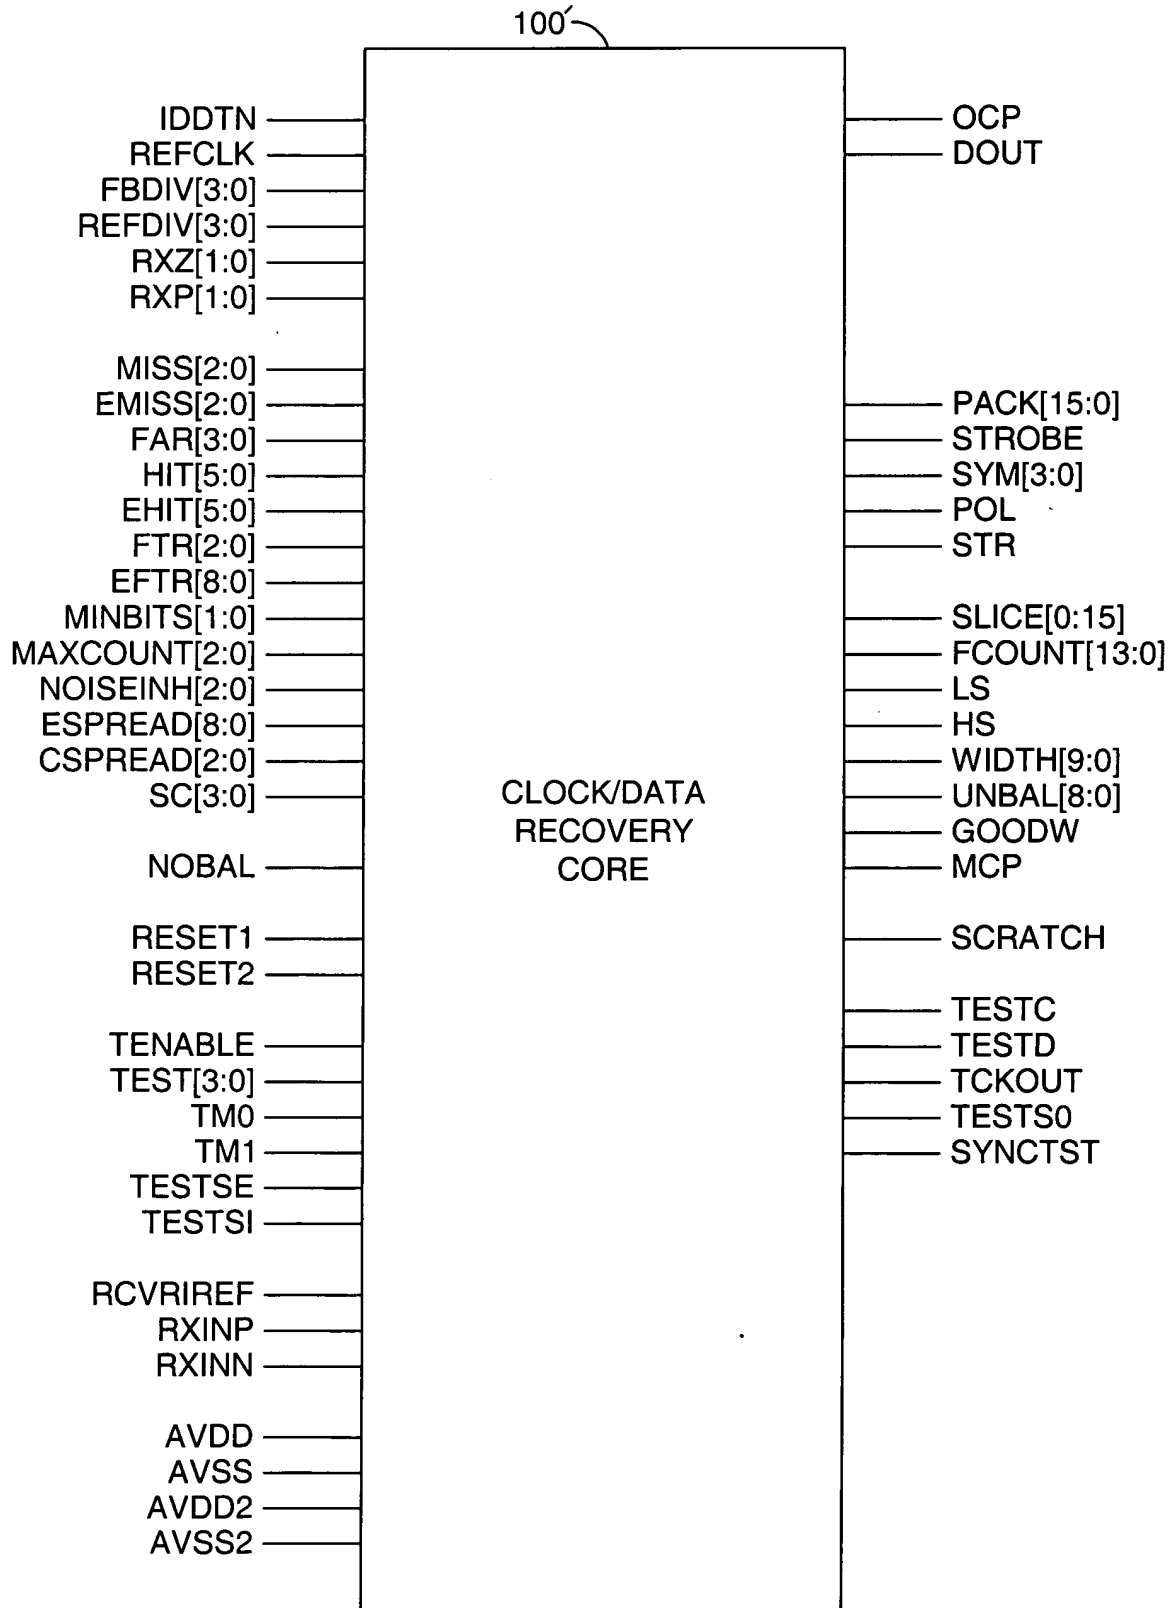 100′
IDDTN
REFCLK
FBDIV[3:0]
REFDIV[3:0]
RXZ[1:0]
RXP[1:0]
MISS[2:0]
EMISS[2:0]
FAR[3:0]
HIT[5:0]
EHIT[5:0]
FTR[2:0]
EFTR[8:0]
MINBITS[1:0]
MAXCOUNT[2:0]
NOISEINH[2:0]
ESPREAD[8:0]
CSPREAD[2:0]
SC[3:0]
NOBAL
RESET1
RESET2
TENABLE
TEST[3:0]
TM0
TM1
TESTSE
TESTSI
RCVRIREF
RXINP
RXINN
AVDD
AVSS
AVDD2
AVSS2
CLOCK/DATA
RECOVERY
CORE
OCP
DOUT
PACK[15:0]
STROBE
SYM[3:0]
POL
STR
SLICE[0:15]
FCOUNT[13:0]
LS
HS
WIDTH[9:0]
UNBAL[8:0]
GOODW
MCP
SCRATCH
TESTC
TESTD
TCKOUT
TESTS0
SYNCTST